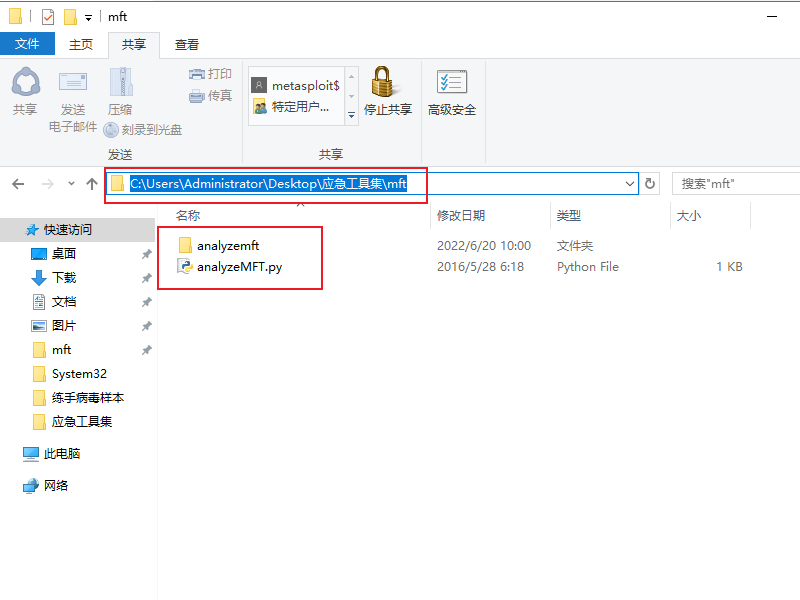 mft
文件 主页 共享 查看
共享
发送
电子邮件
压缩
打印
传真
刻录到光盘
发送
metasploit$
特定用户...
停止共享
共享
高级安全
C:\Users\Administrator\Desktop\应急工具集\mft
搜索"mft"
名称 修改日期 类型 大小
analyzemft 2022/6/20 10:00 文件夹
analyzeMFT.py 2016/5/28 6:18 Python File 1 KB
快速访问
桌面
下载
文档
图片
mft
System32
练手病毒样本
应急工具集
此电脑
网络